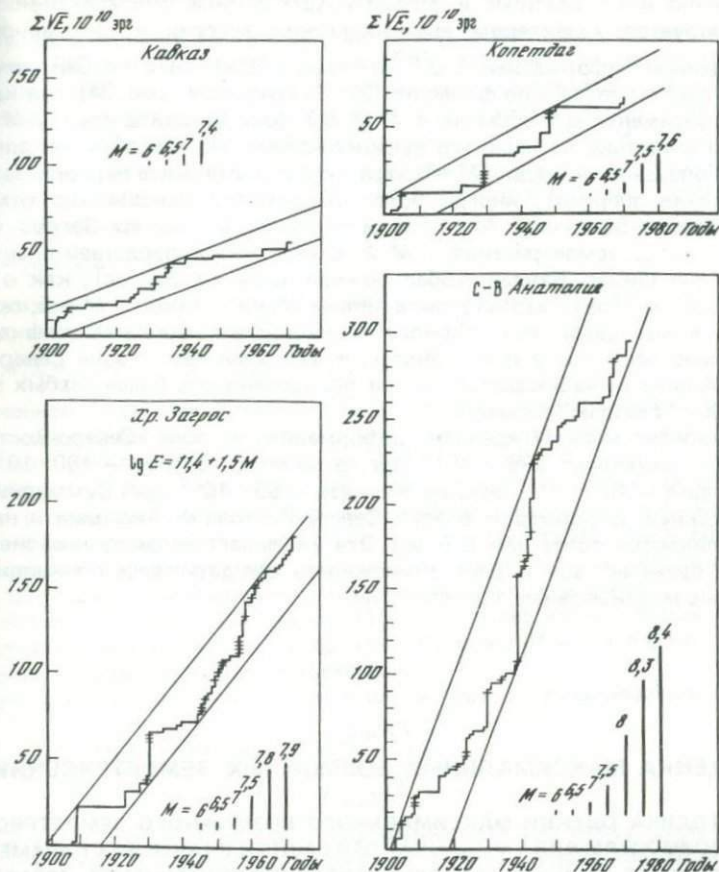 Σ√E, 10¹⁰ эрг
Кавказ
150
100
50
M = 6 6,5 7 7,4
1900 1920 1940 1960 Годы
Σ√E, 10¹⁰ эрг
Копетдаг
50
M = 6 6,5 7 7,5 7,6
1900 1920 1940 1960 1980 Годы
Др. Загрос
lg E = 11,4 + 1,5 M
200
150
100
50
M = 6 6,5 7 7,5 7,8 7,9
1900 1920 1940 1960 Годы
С-В Анаталия
300
250
200
100
50
M = 6 6,5 7 7,5 8 8,3 8,4
1900 1920 1940 1960 1980 Годы